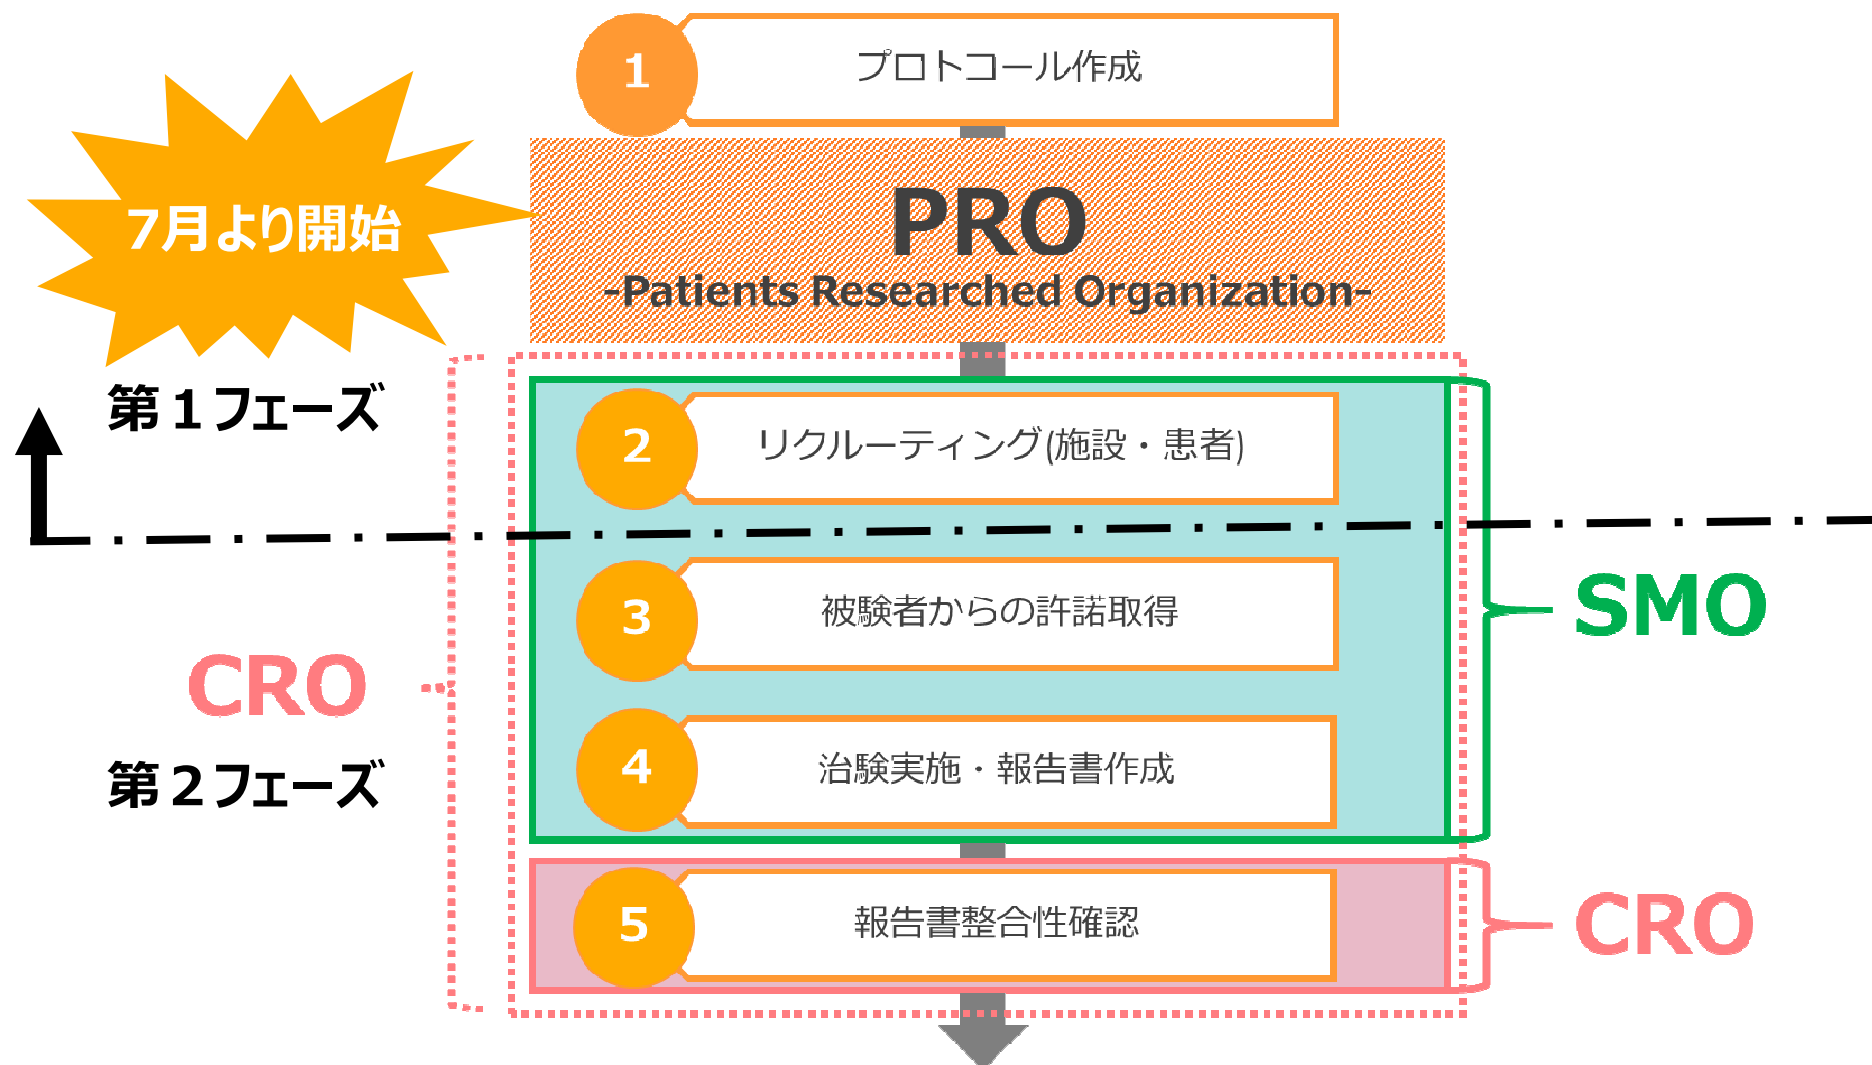 1
プロトコール作成
7月より開始
PRO
-Patients Researched Organization-
第1フェーズ
2
リクルーティング(施設・患者)
3
被験者からの許諾取得
SMO
CRO
第2フェーズ
4
治験実施・報告書作成
5
報告書整合性確認
CRO